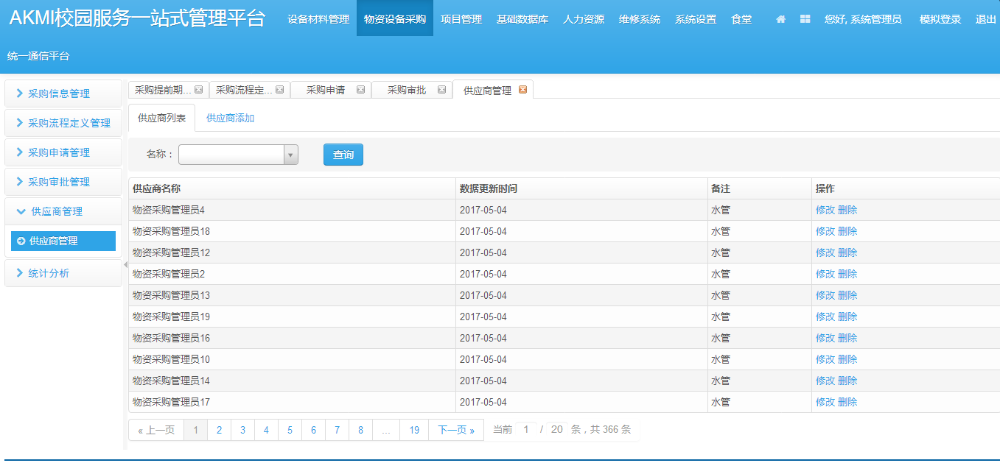 AKMI校园服务一站式管理平台 设备材料管理 物资设备采购 项目管理 基础数据库 人力资源 维修系统 系统设置 食堂 您好, 系统管理员 模拟登录 退出
统一通信平台
采购信息管理
采购流程定义管理
采购申请管理
采购审批管理
供应商管理
供应商管理
统计分析
采购提前期... 采购流程定... 采购申请 采购审批 供应商管理
供应商列表 供应商添加
名称： 查询
供应商名称 数据更新时间 备注 操作
物资采购管理员4 2017-05-04 水管 修改 删除
物资采购管理员18 2017-05-04 水管 修改 删除
物资采购管理员12 2017-05-04 水管 修改 删除
物资采购管理员2 2017-05-04 水管 修改 删除
物资采购管理员13 2017-05-04 水管 修改 删除
物资采购管理员19 2017-05-04 水管 修改 删除
物资采购管理员16 2017-05-04 水管 修改 删除
物资采购管理员10 2017-05-04 水管 修改 删除
物资采购管理员14 2017-05-04 水管 修改 删除
物资采购管理员17 2017-05-04 水管 修改 删除
« 上一页 1 2 3 4 5 6 7 8 ... 19 下一页 » 当前 1 / 20 条，共 366 条